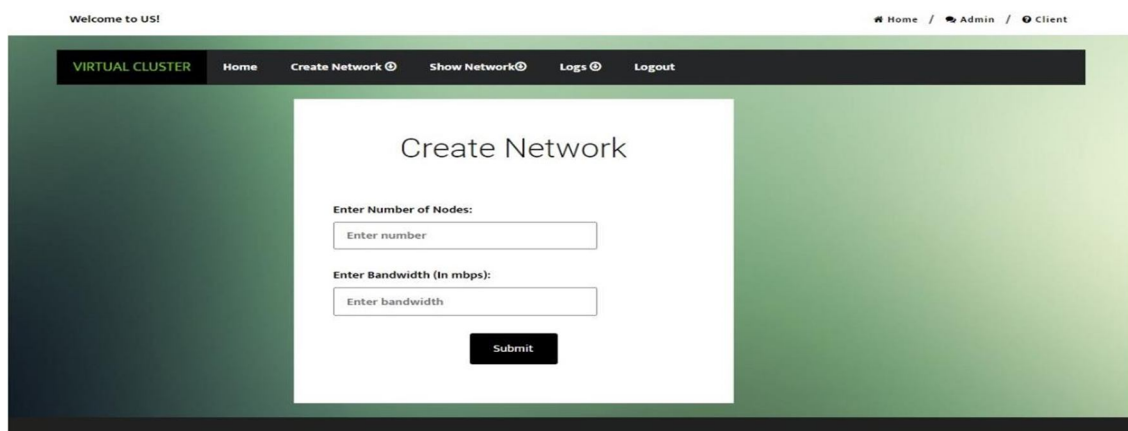 Welcome to US!
Home / Admin / Client
VIRTUAL CLUSTER Home Create Network Show Network Logs Logout
Create Network
Enter Number of Nodes:
Enter number
Enter Bandwidth (In mbps):
Enter bandwidth
Submit